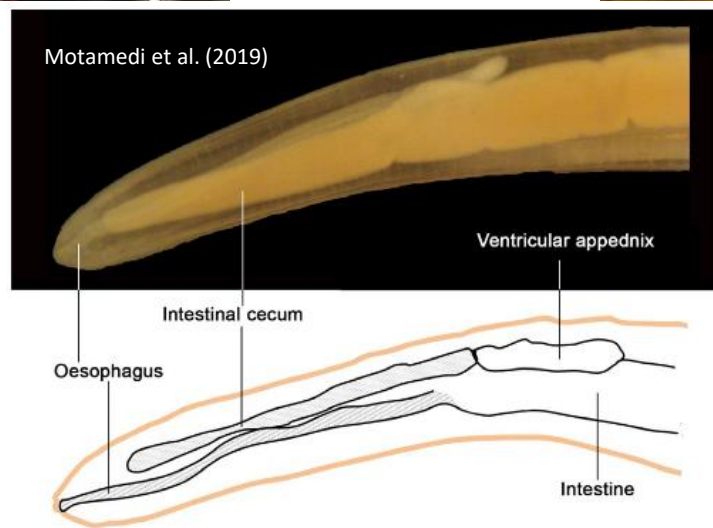 Motamedi et al. (2019)
Ventricular appednix
Intestinal cecum
Oesophagus
Intestine